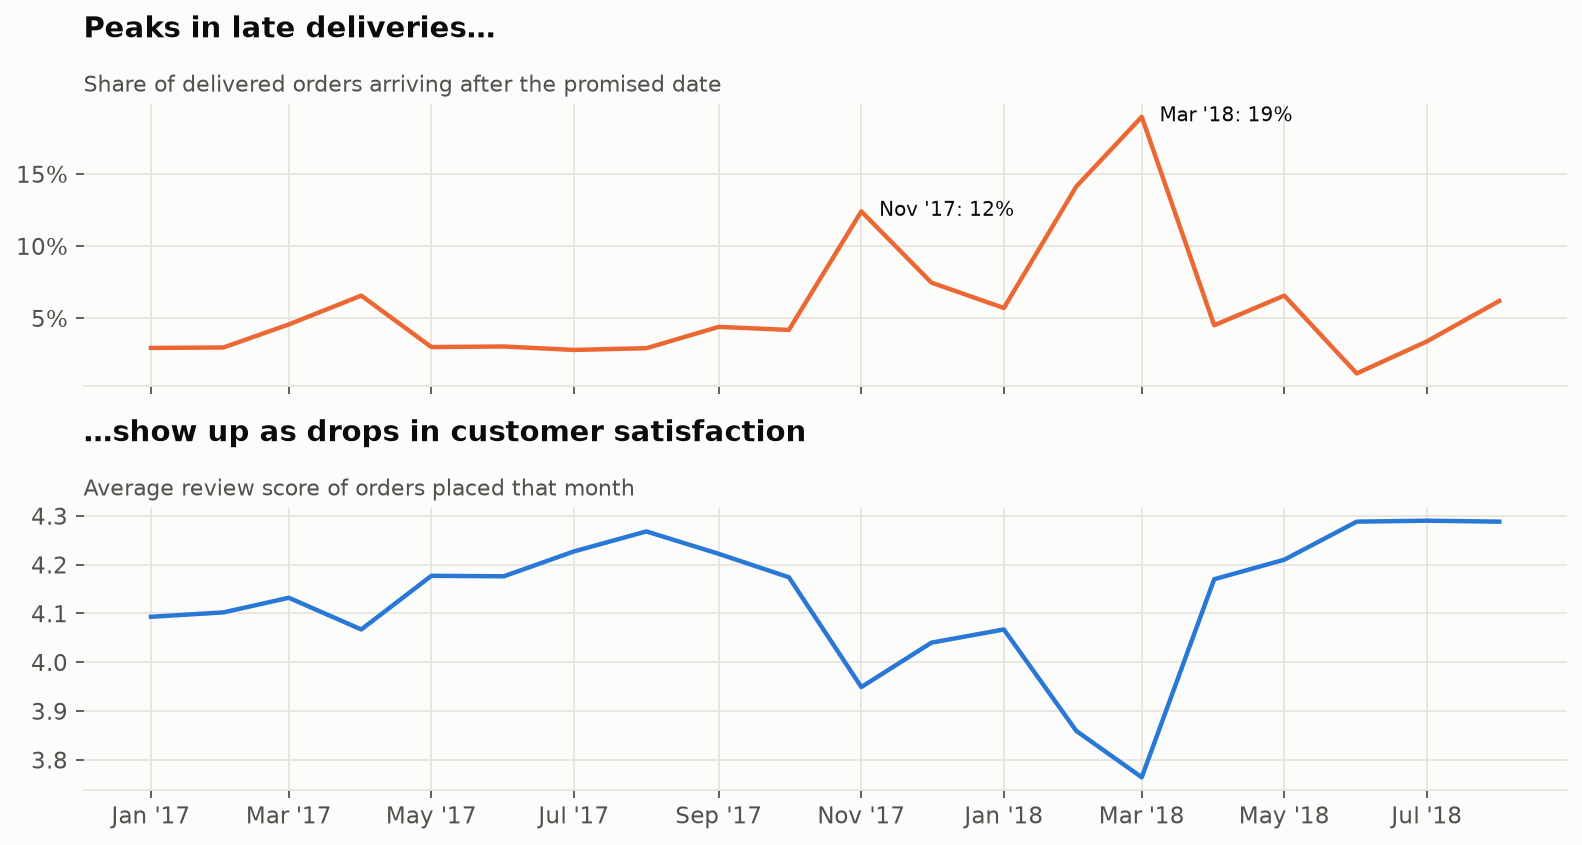 Peaks in late deliveries…
Share of delivered orders arriving after the promised date
Mar '18: 19%
15%
Nov '17: 12%
10%
5%
…show up as drops in customer satisfaction
Average review score of orders placed that month
4.3
4.2
4.1
4.0
3.9
3.8
Jan '17 Mar '17 May '17 Jul '17 Sep '17 Nov '17 Jan '18 Mar '18 May '18 Jul '18